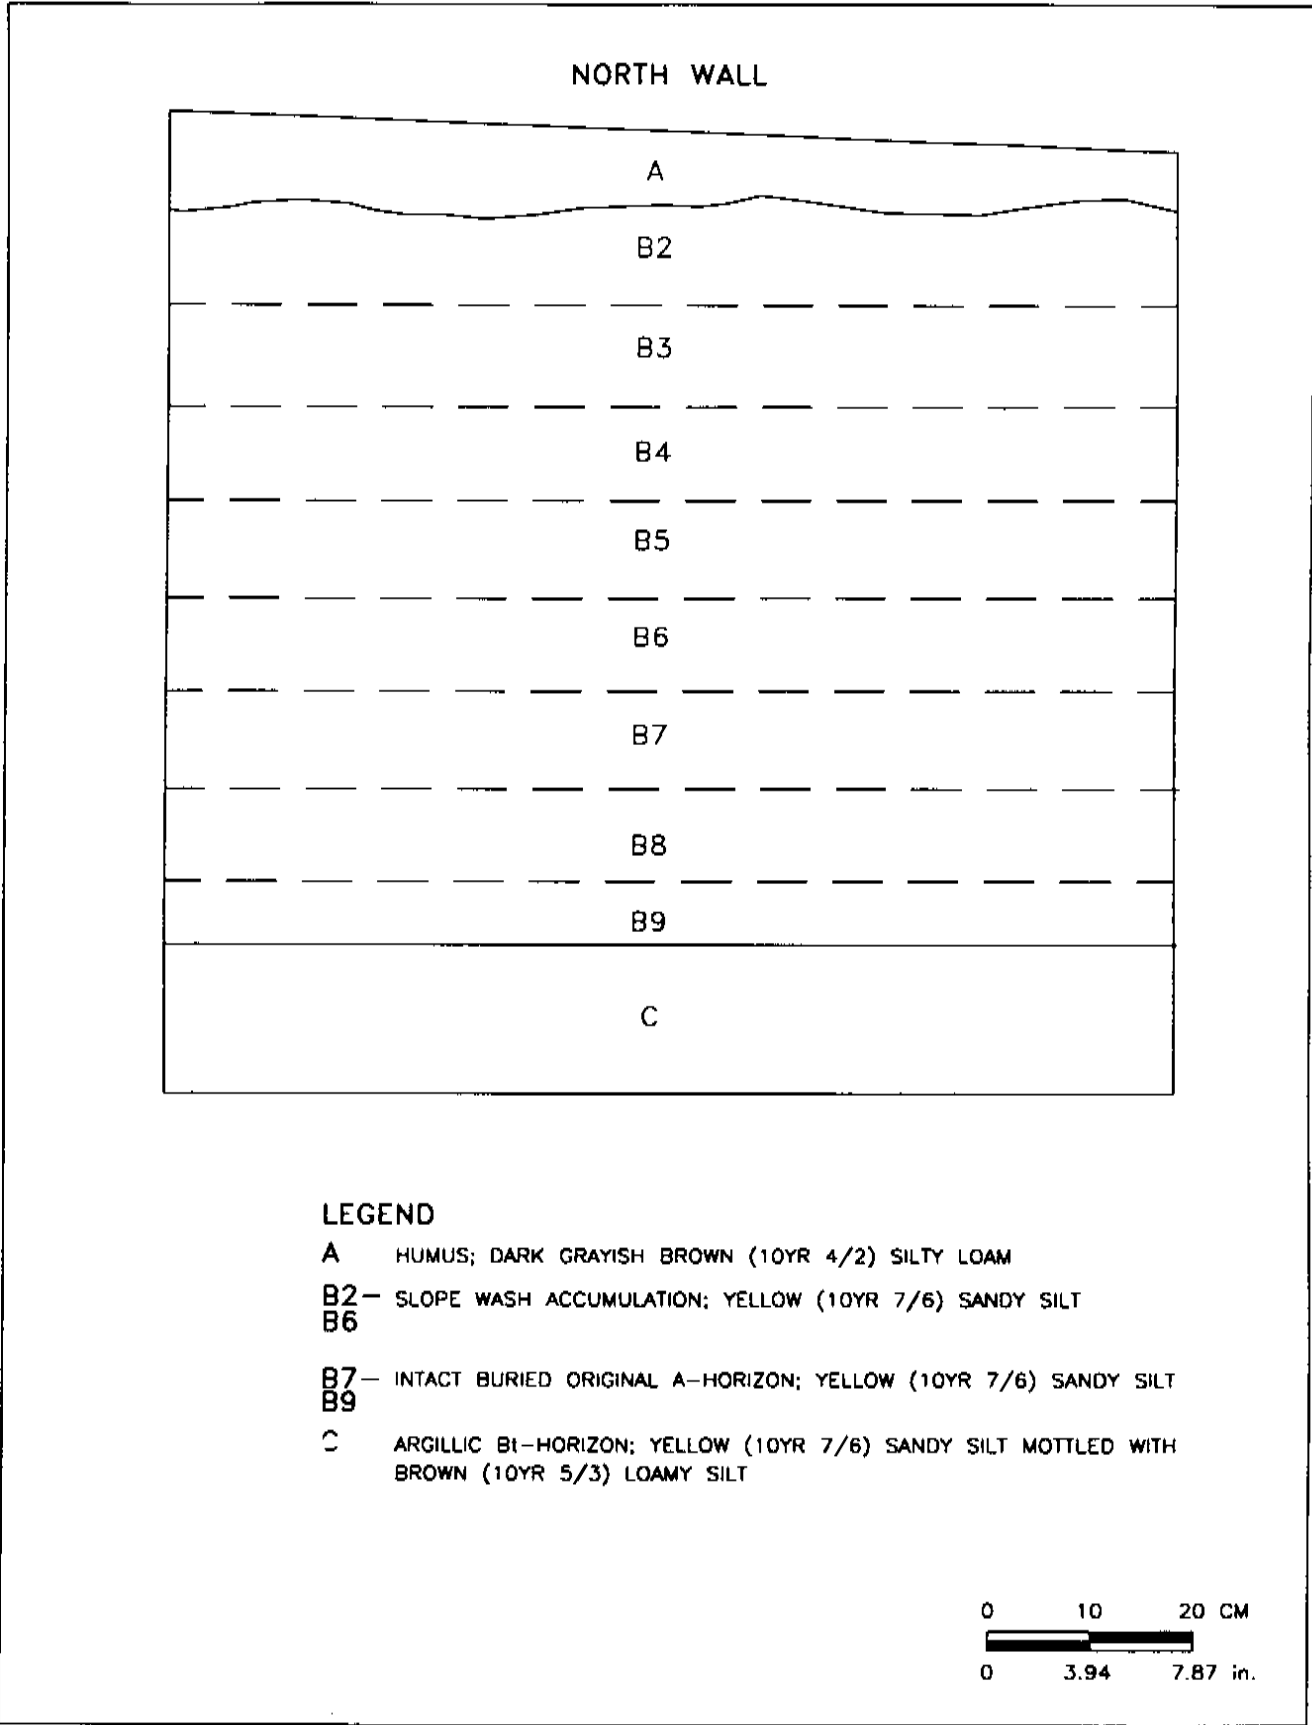 NORTH WALL
A
B2
B3
B4
B5
B6
B7
B8
B9
C
LEGEND
A HUMUS; DARK GRAYISH BROWN (10YR 4/2) SILTY LOAM
B2– SLOPE WASH ACCUMULATION; YELLOW (10YR 7/6) SANDY SILT
B6
B7– INTACT BURIED ORIGINAL A–HORIZON; YELLOW (10YR 7/6) SANDY SILT
B9
C ARGILLIC Bt–HORIZON; YELLOW (10YR 7/6) SANDY SILT MOTTLED WITH
BROWN (10YR 5/3) LOAMY SILT
0 10 20 CM
0 3.94 7.87 in.